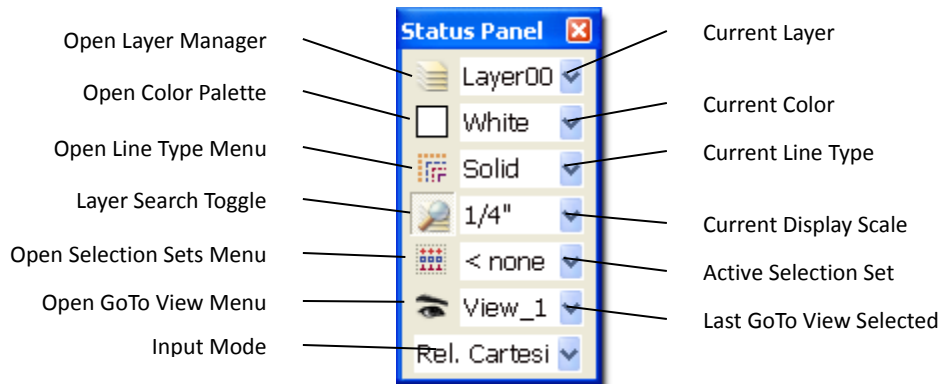 Status Panel
Open Layer Manager
Layer00
Current Layer
Open Color Palette
White
Current Color
Open Line Type Menu
Solid
Current Line Type
Layer Search Toggle
1/4"
Current Display Scale
Open Selection Sets Menu
< none
Active Selection Set
Open GoTo View Menu
View_1
Last GoTo View Selected
Input Mode
Rel. Cartesi